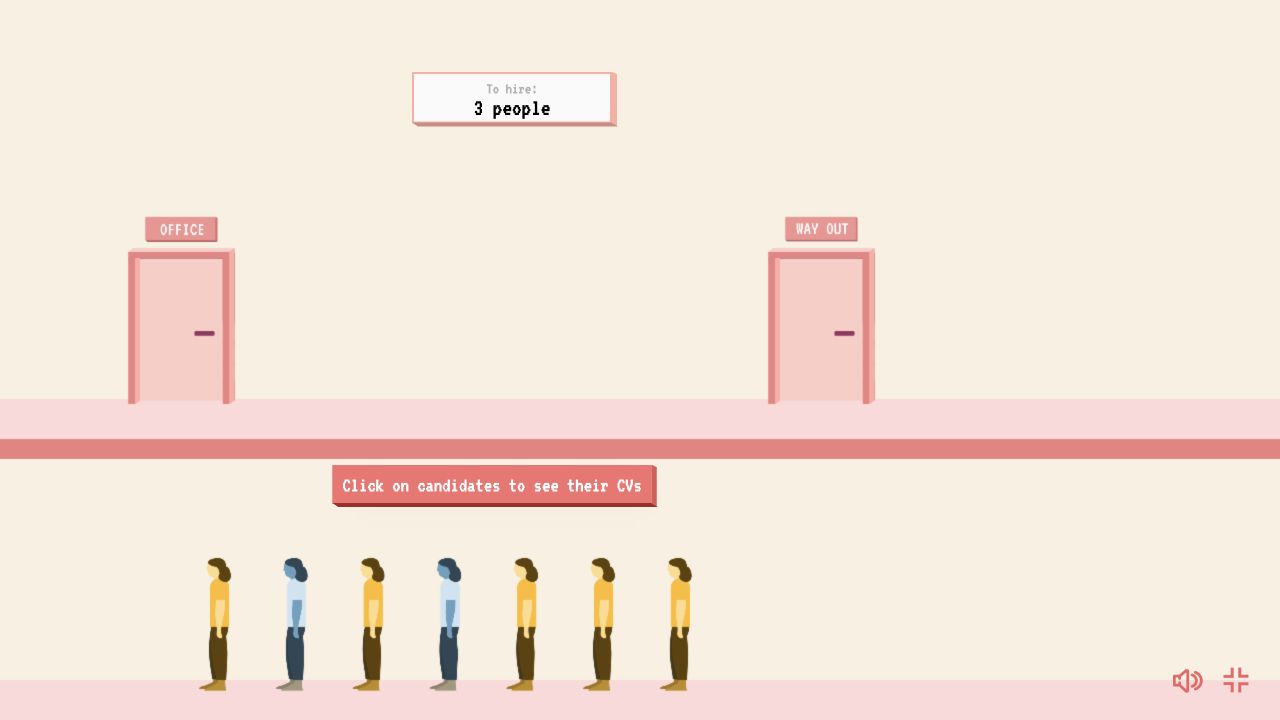 To hire:
3 people
OFFICE
WAY OUT
Click on candidates to see their CVs